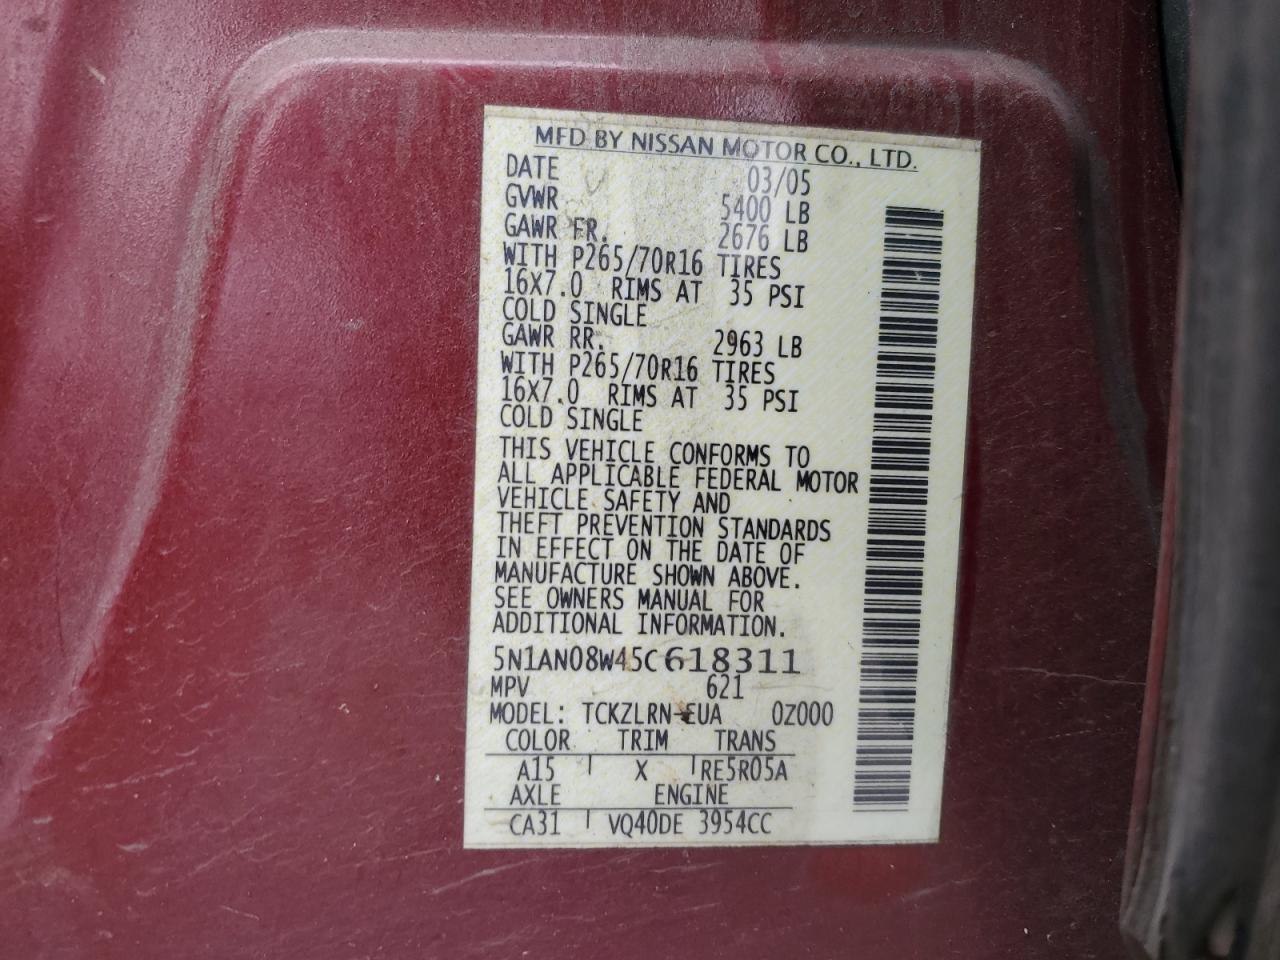 MFD BY NISSAN MOTOR CO., LTD.
DATE 03/05
GVWR 5400 LB
GAWR FR. 2676 LB
WITH P265/70R16 TIRES
16X7.0 RIMS AT 35 PSI
COLD SINGLE
GAWR RR. 2963 LB
WITH P265/70R16 TIRES
16X7.0 RIMS AT 35 PSI
COLD SINGLE
THIS VEHICLE CONFORMS TO
ALL APPLICABLE FEDERAL MOTOR
VEHICLE SAFETY AND
THEFT PREVENTION STANDARDS
IN EFFECT ON THE DATE OF
MANUFACTURE SHOWN ABOVE.
SEE OWNERS MANUAL FOR
ADDITIONAL INFORMATION.
5N1AN08W45C618311
MPV 621
MODEL: TCKZLRN-EUA 0Z000
COLOR TRIM TRANS
A15 X RE5R05A
AXLE ENGINE
CA31 VQ40DE 3954CC